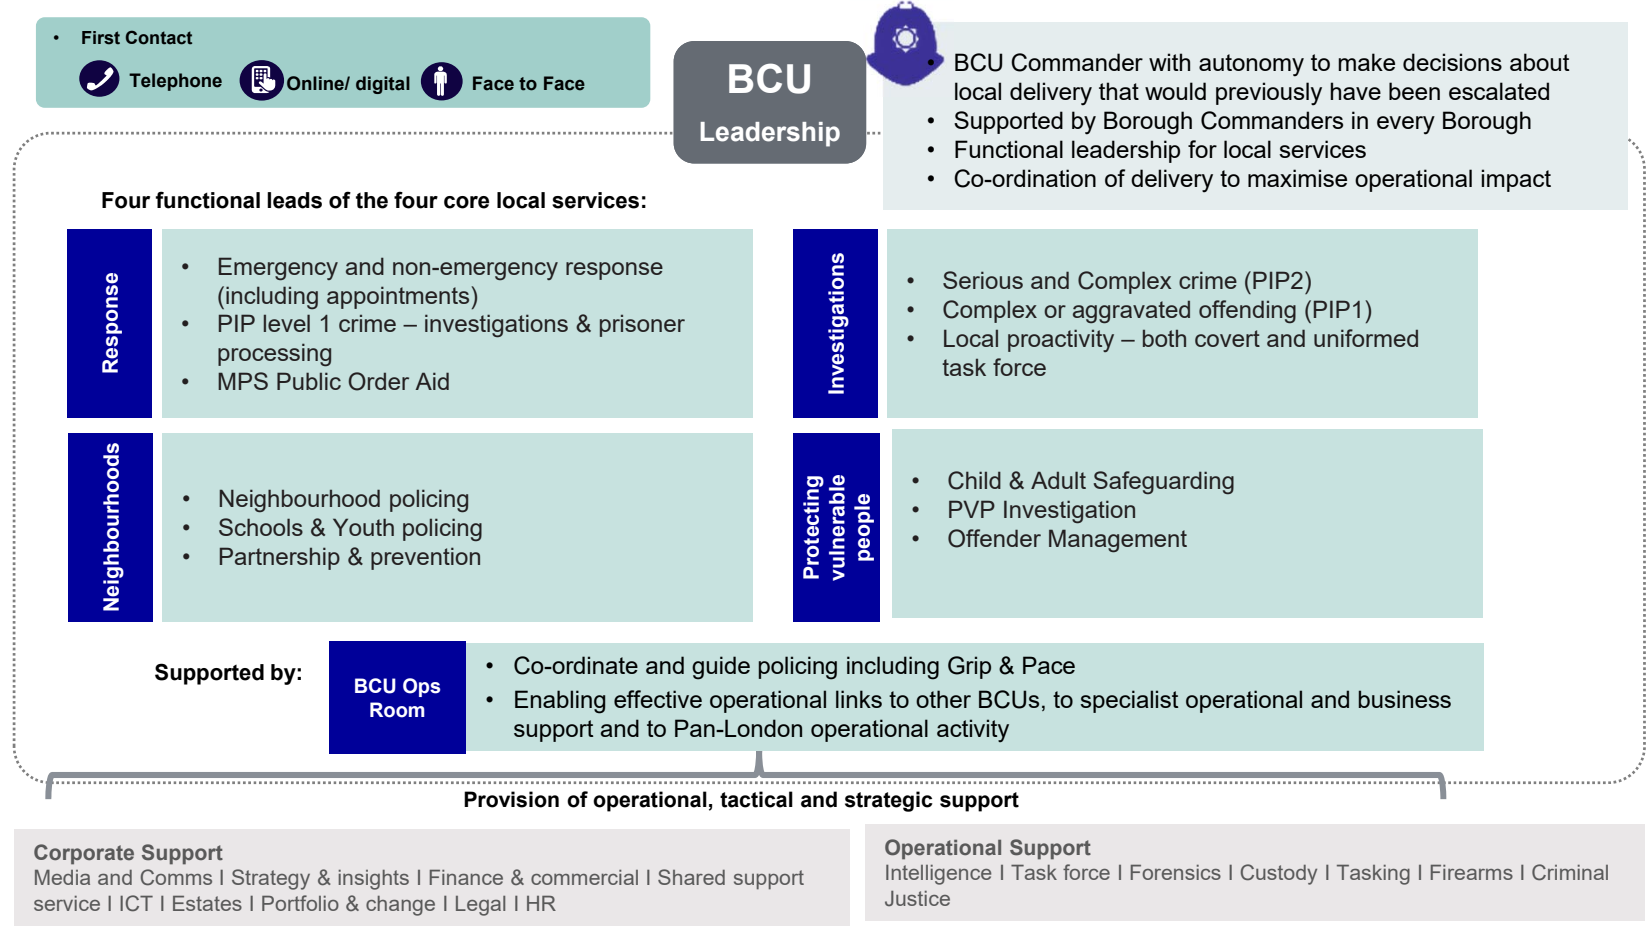 • First Contact
Telephone Online/ digital Face to Face
BCU
Leadership
• BCU Commander with autonomy to make decisions about
local delivery that would previously have been escalated
• Supported by Borough Commanders in every Borough
• Functional leadership for local services
• Co-ordination of delivery to maximise operational impact
Four functional leads of the four core local services:
Response
• Emergency and non-emergency response
(including appointments)
• PIP level 1 crime – investigations & prisoner
processing
• MPS Public Order Aid
Investigations
• Serious and Complex crime (PIP2)
• Complex or aggravated offending (PIP1)
• Local proactivity – both covert and uniformed
task force
Neighbourhoods
• Neighbourhood policing
• Schools & Youth policing
• Partnership & prevention
Protecting
vulnerable
people
• Child & Adult Safeguarding
• PVP Investigation
• Offender Management
Supported by:
BCU Ops
Room
• Co-ordinate and guide policing including Grip & Pace
• Enabling effective operational links to other BCUs, to specialist operational and business
support and to Pan-London operational activity
Provision of operational, tactical and strategic support
Corporate Support
Media and Comms I Strategy & insights I Finance & commercial I Shared support
service I ICT I Estates I Portfolio & change I Legal I HR
Operational Support
Intelligence I Task force I Forensics I Custody I Tasking I Firearms I Criminal
Justice